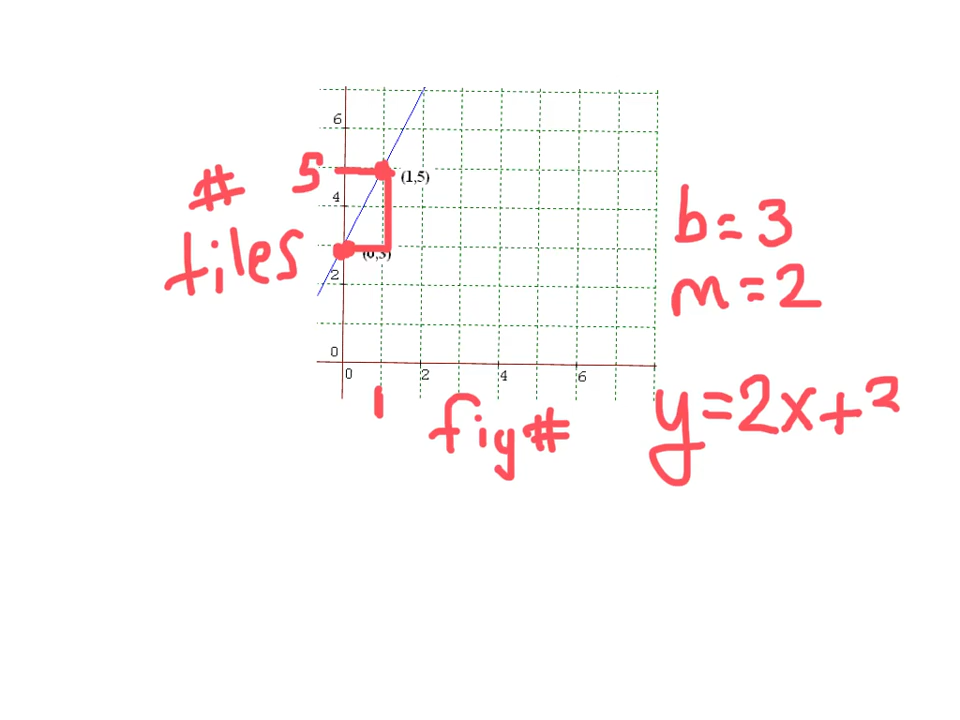 6
# 5
(1,5)
4
tiles
(0,3)
2
0
0 2 4 6
1
fig#
b=3
m=2
y=2x+